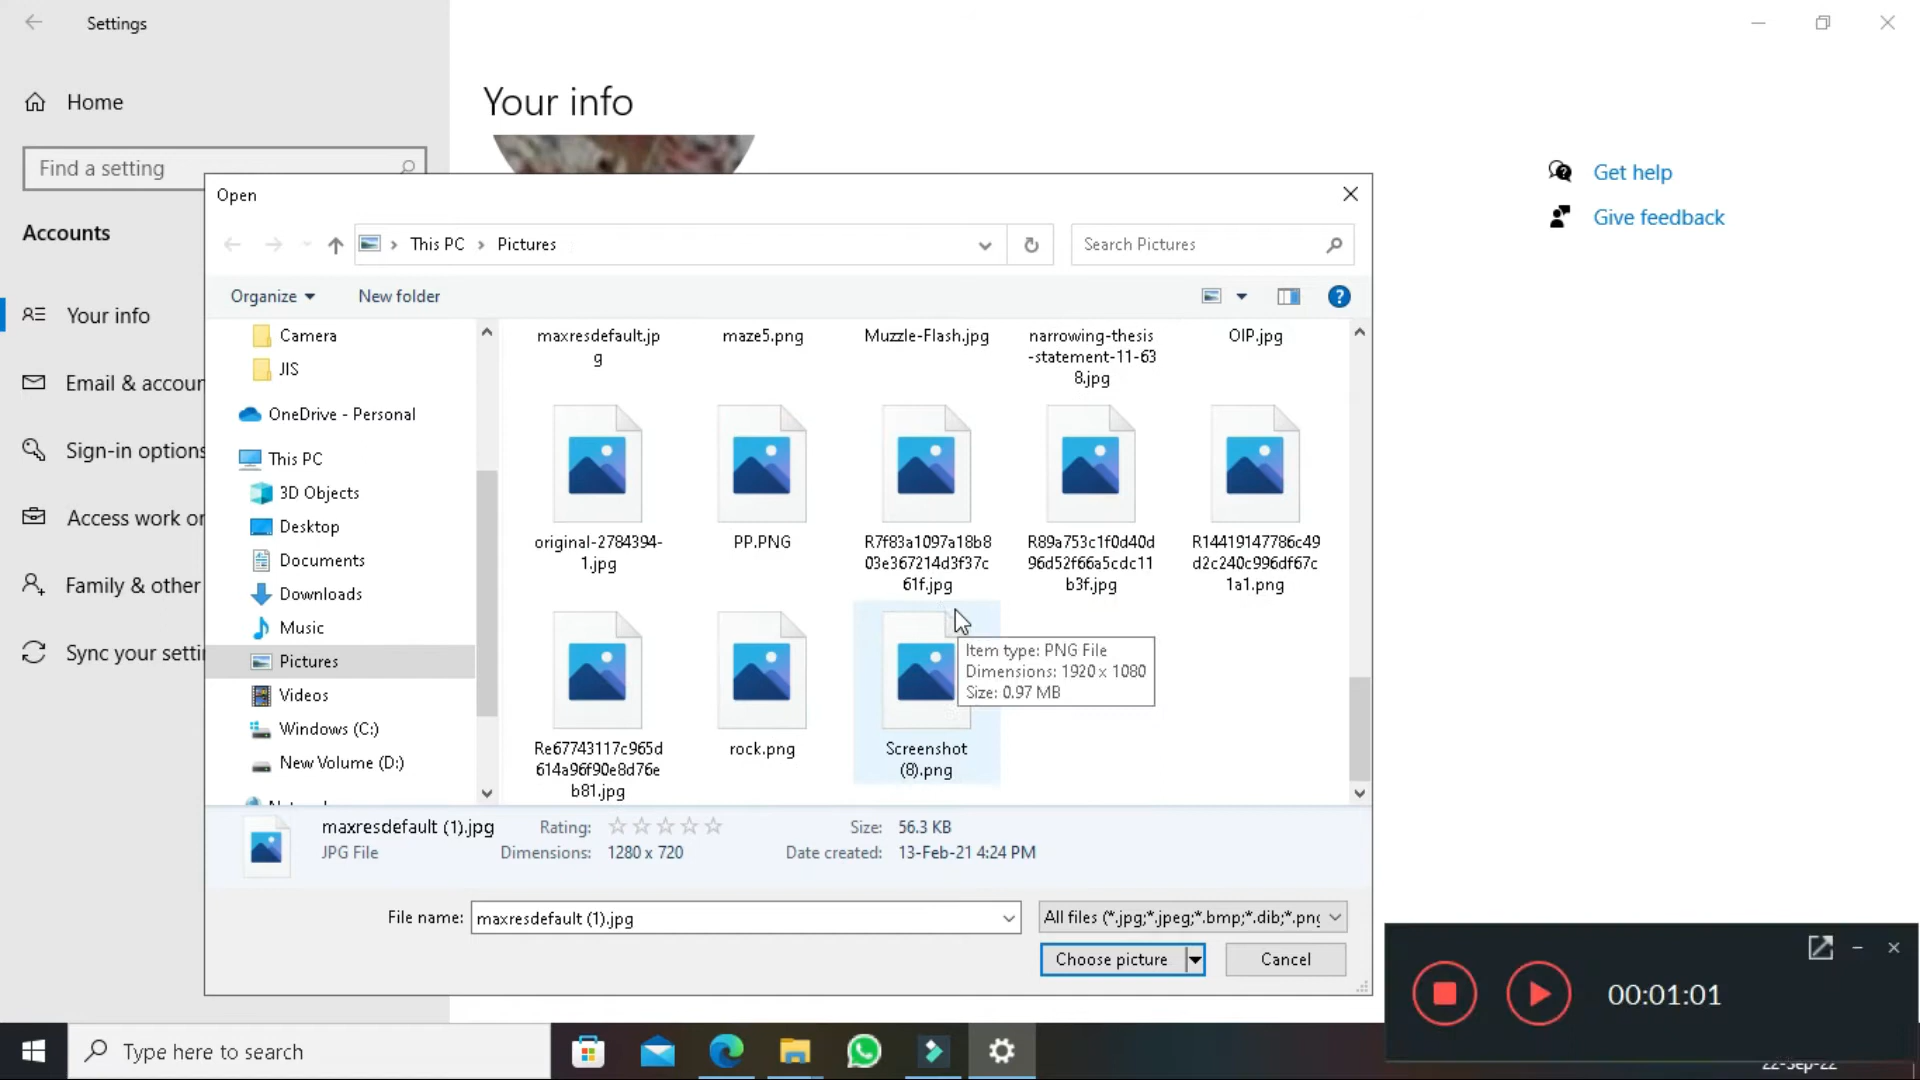 Settings
Home
Find a setting
Accounts
Your info
Email & accour
Sign-in options
Access work or
Family & other
Sync your setti
Your info
Get help
Give feedback
Open
This PC
Pictures
Search Pictures
Organize
New folder
Camera
JIS
OneDrive - Personal
This PC
3D Objects
Desktop
Documents
Downloads
Music
Pictures
Videos
Windows (C:)
New Volume (D:)
maxresdefault.jp
g
maze5.png
Muzzle-Flash.jpg
narrowing-thesis
-statement-11-63
8.jpg
OIP.jpg
original-2784394-
1.jpg
PP.PNG
R7f83a1097a18b8
03e367214d3f37c
61f.jpg
R89a753c1f0d40d
96d52f66a5cdc11
b3f.jpg
R14419147786c49
d2c240c996df67c
1a1.png
Re67743117c965d
614a96f90e8d76e
b81.jpg
rock.png
Screenshot
(8).png
Item type: PNG File
Dimensions: 1920 x 1080
Size: 0.97 MB
maxresdefault (1).jpg
JPG File
Rating:
Dimensions: 1280 x 720
Size: 56.3 KB
Date created: 13-Feb-21 4:24 PM
File name: maxresdefault (1).jpg
All files (*.jpg;*.jpeg;*.bmp;*.dib;*.pnç
Choose picture
Cancel
00:01:01
Type here to search
22-Sep-22